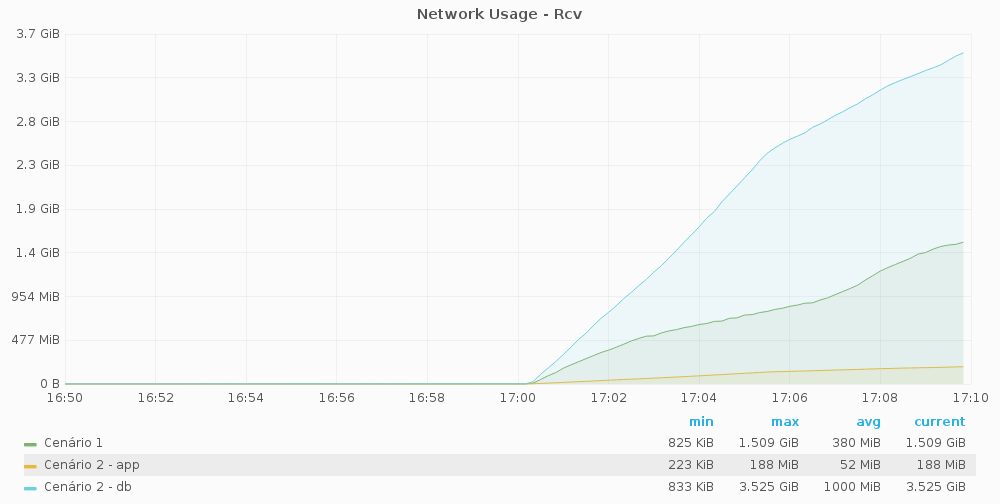 Network Usage - Rcv
3.7 GiB
3.3 GiB
2.8 GiB
2.3 GiB
1.9 GiB
1.4 GiB
954 MiB
477 MiB
0 B
16:50 16:52 16:54 16:56 16:58 17:00 17:02 17:04 17:06 17:08 17:10
min max avg current
Cenário 1 825 KiB 1.509 GiB 380 MiB 1.509 GiB
Cenário 2 - app 223 KiB 188 MiB 52 MiB 188 MiB
Cenário 2 - db 833 KiB 3.525 GiB 1000 MiB 3.525 GiB